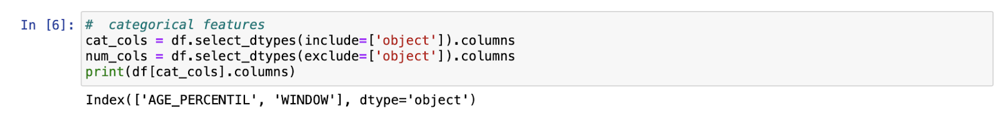 In [6]: #  categorical features
cat_cols = df.select_dtypes(include=['object']).columns
num_cols = df.select_dtypes(exclude=['object']).columns
print(df[cat_cols].columns)
Index(['AGE_PERCENTIL', 'WINDOW'], dtype='object')